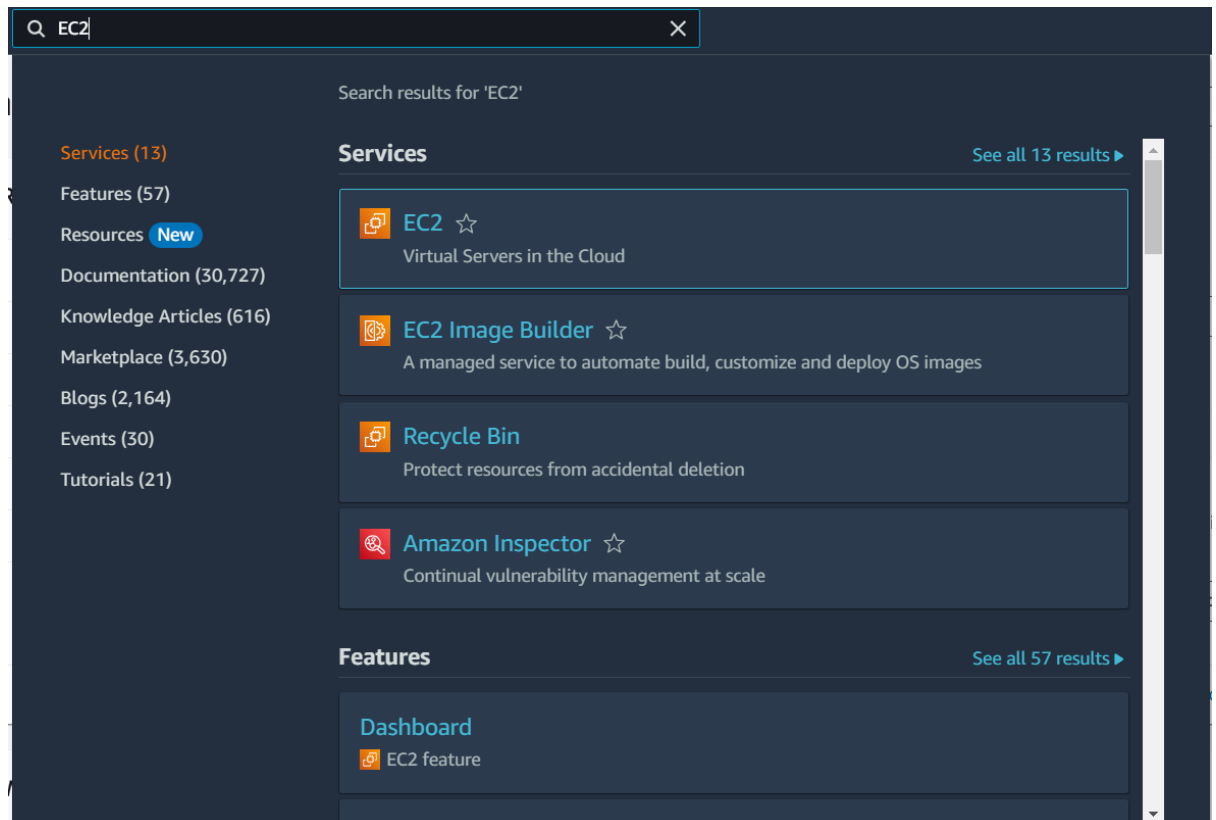 EC2
Search results for 'EC2'
Services (13)
Features (57)
Resources New
Documentation (30,727)
Knowledge Articles (616)
Marketplace (3,630)
Blogs (2,164)
Events (30)
Tutorials (21)
Services
See all 13 results
EC2
Virtual Servers in the Cloud
EC2 Image Builder
A managed service to automate build, customize and deploy OS images
Recycle Bin
Protect resources from accidental deletion
Amazon Inspector
Continual vulnerability management at scale
Features
See all 57 results
Dashboard
EC2 feature